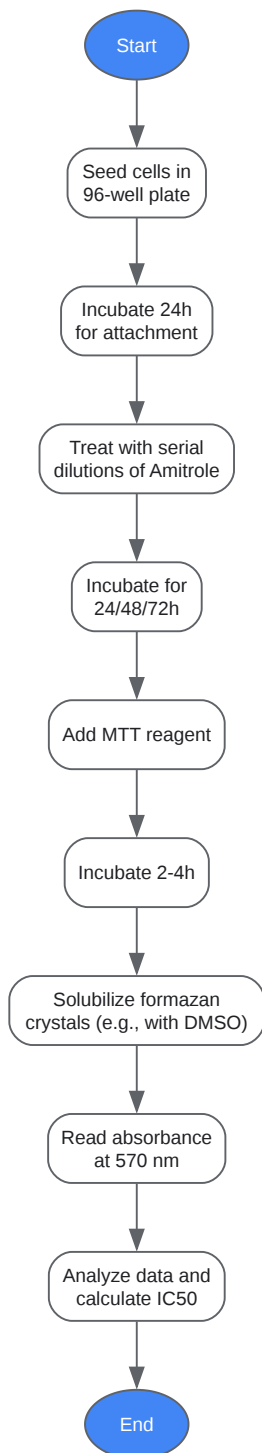 Start
Seed cells in
96-well plate
Incubate 24h
for attachment
Treat with serial
dilutions of Amitrole
Incubate for
24/48/72h
Add MTT reagent
Incubate 2-4h
Solubilize formazan
crystals (e.g., with DMSO)
Read absorbance
at 570 nm
Analyze data and
calculate IC50
End